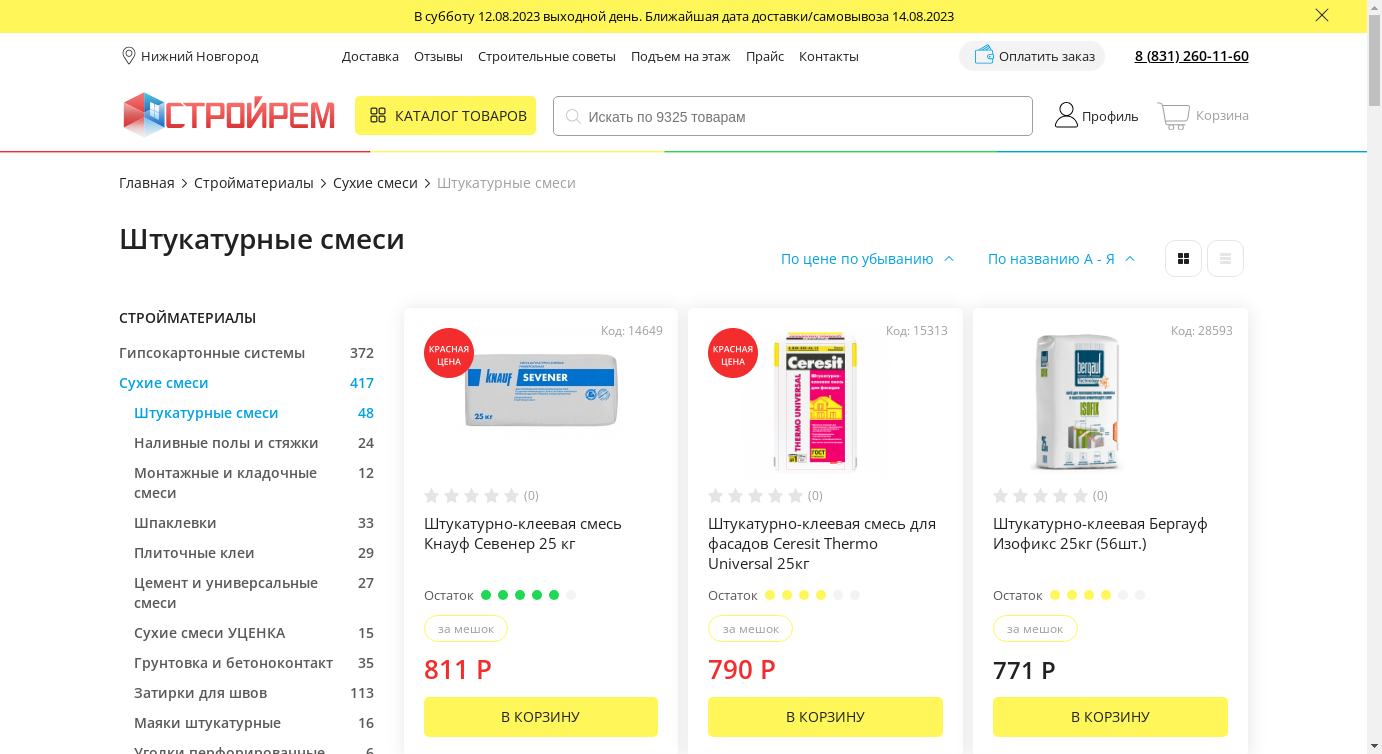 В субботу 12.08.2023 выходной день. Ближайшая дата доставки/самовывоза 14.08.2023
Нижний Новгород
Доставка Отзывы Строительные советы Подъем на этаж Прайс Контакты
Оплатить заказ
8 (831) 260-11-60
СТРОЙРЕМ
КАТАЛОГ ТОВАРОВ
Искать по 9325 товарам
Профиль
Корзина
Главная > Стройматериалы > Сухие смеси > Штукатурные смеси
Штукатурные смеси
По цене по убыванию
По названию А - Я
СТРОЙМАТЕРИАЛЫ
Гипсокартонные системы 372
Сухие смеси 417
Штукатурные смеси 48
Наливные полы и стяжки 24
Монтажные и кладочные 12
смеси
Шпаклевки 33
Плиточные клеи 29
Цемент и универсальные 27
смеси
Сухие смеси УЦЕНКА 15
Грунтовка и бетоноконтакт 35
Затирки для швов 113
Маяки штукатурные 16
Уголки перфорированные 6
Код: 14649
КРАСНАЯ
ЦЕНА
КНАУФ SEVENER
25 кг
(0)
Штукатурно-клеевая смесь
Кнауф Севенер 25 кг
Остаток
за мешок
811 Р
В КОРЗИНУ
Код: 15313
КРАСНАЯ
ЦЕНА
Ceresit
THERMO UNIVERSAL
ГОСТ
(0)
Штукатурно-клеевая смесь для
фасадов Ceresit Thermo
Universal 25кг
Остаток
за мешок
790 Р
В КОРЗИНУ
Код: 28593
bergauf
Technology
ISOFIX
(0)
Штукатурно-клеевая Бергауф
Изофикс 25кг (56шт.)
Остаток
за мешок
771 Р
В КОРЗИНУ